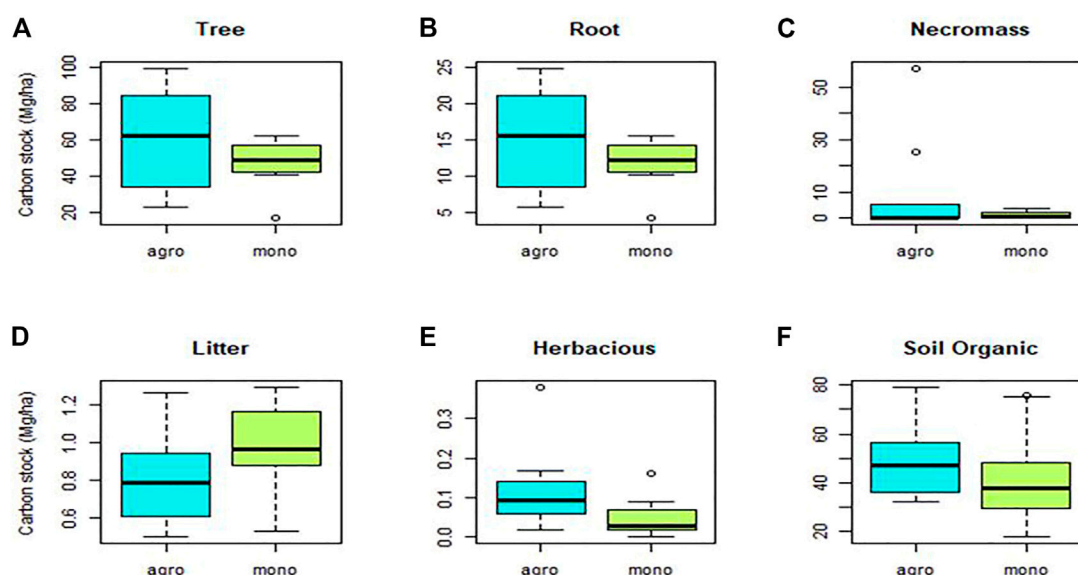 A
Tree
B
Root
C
Necromass
Carbon stock (Mg/ha)
100
80
60
40
20
agro
mono
25
20
15
10
5
agro
mono
50
30
10
0
agro
mono
D
Litter
E
Herbacious
F
Soil Organic
Carbon stock (Mg/ha)
1.2
1.0
0.8
0.6
agro
mono
0.3
0.2
0.1
0.0
agro
mono
80
60
40
20
agro
mono